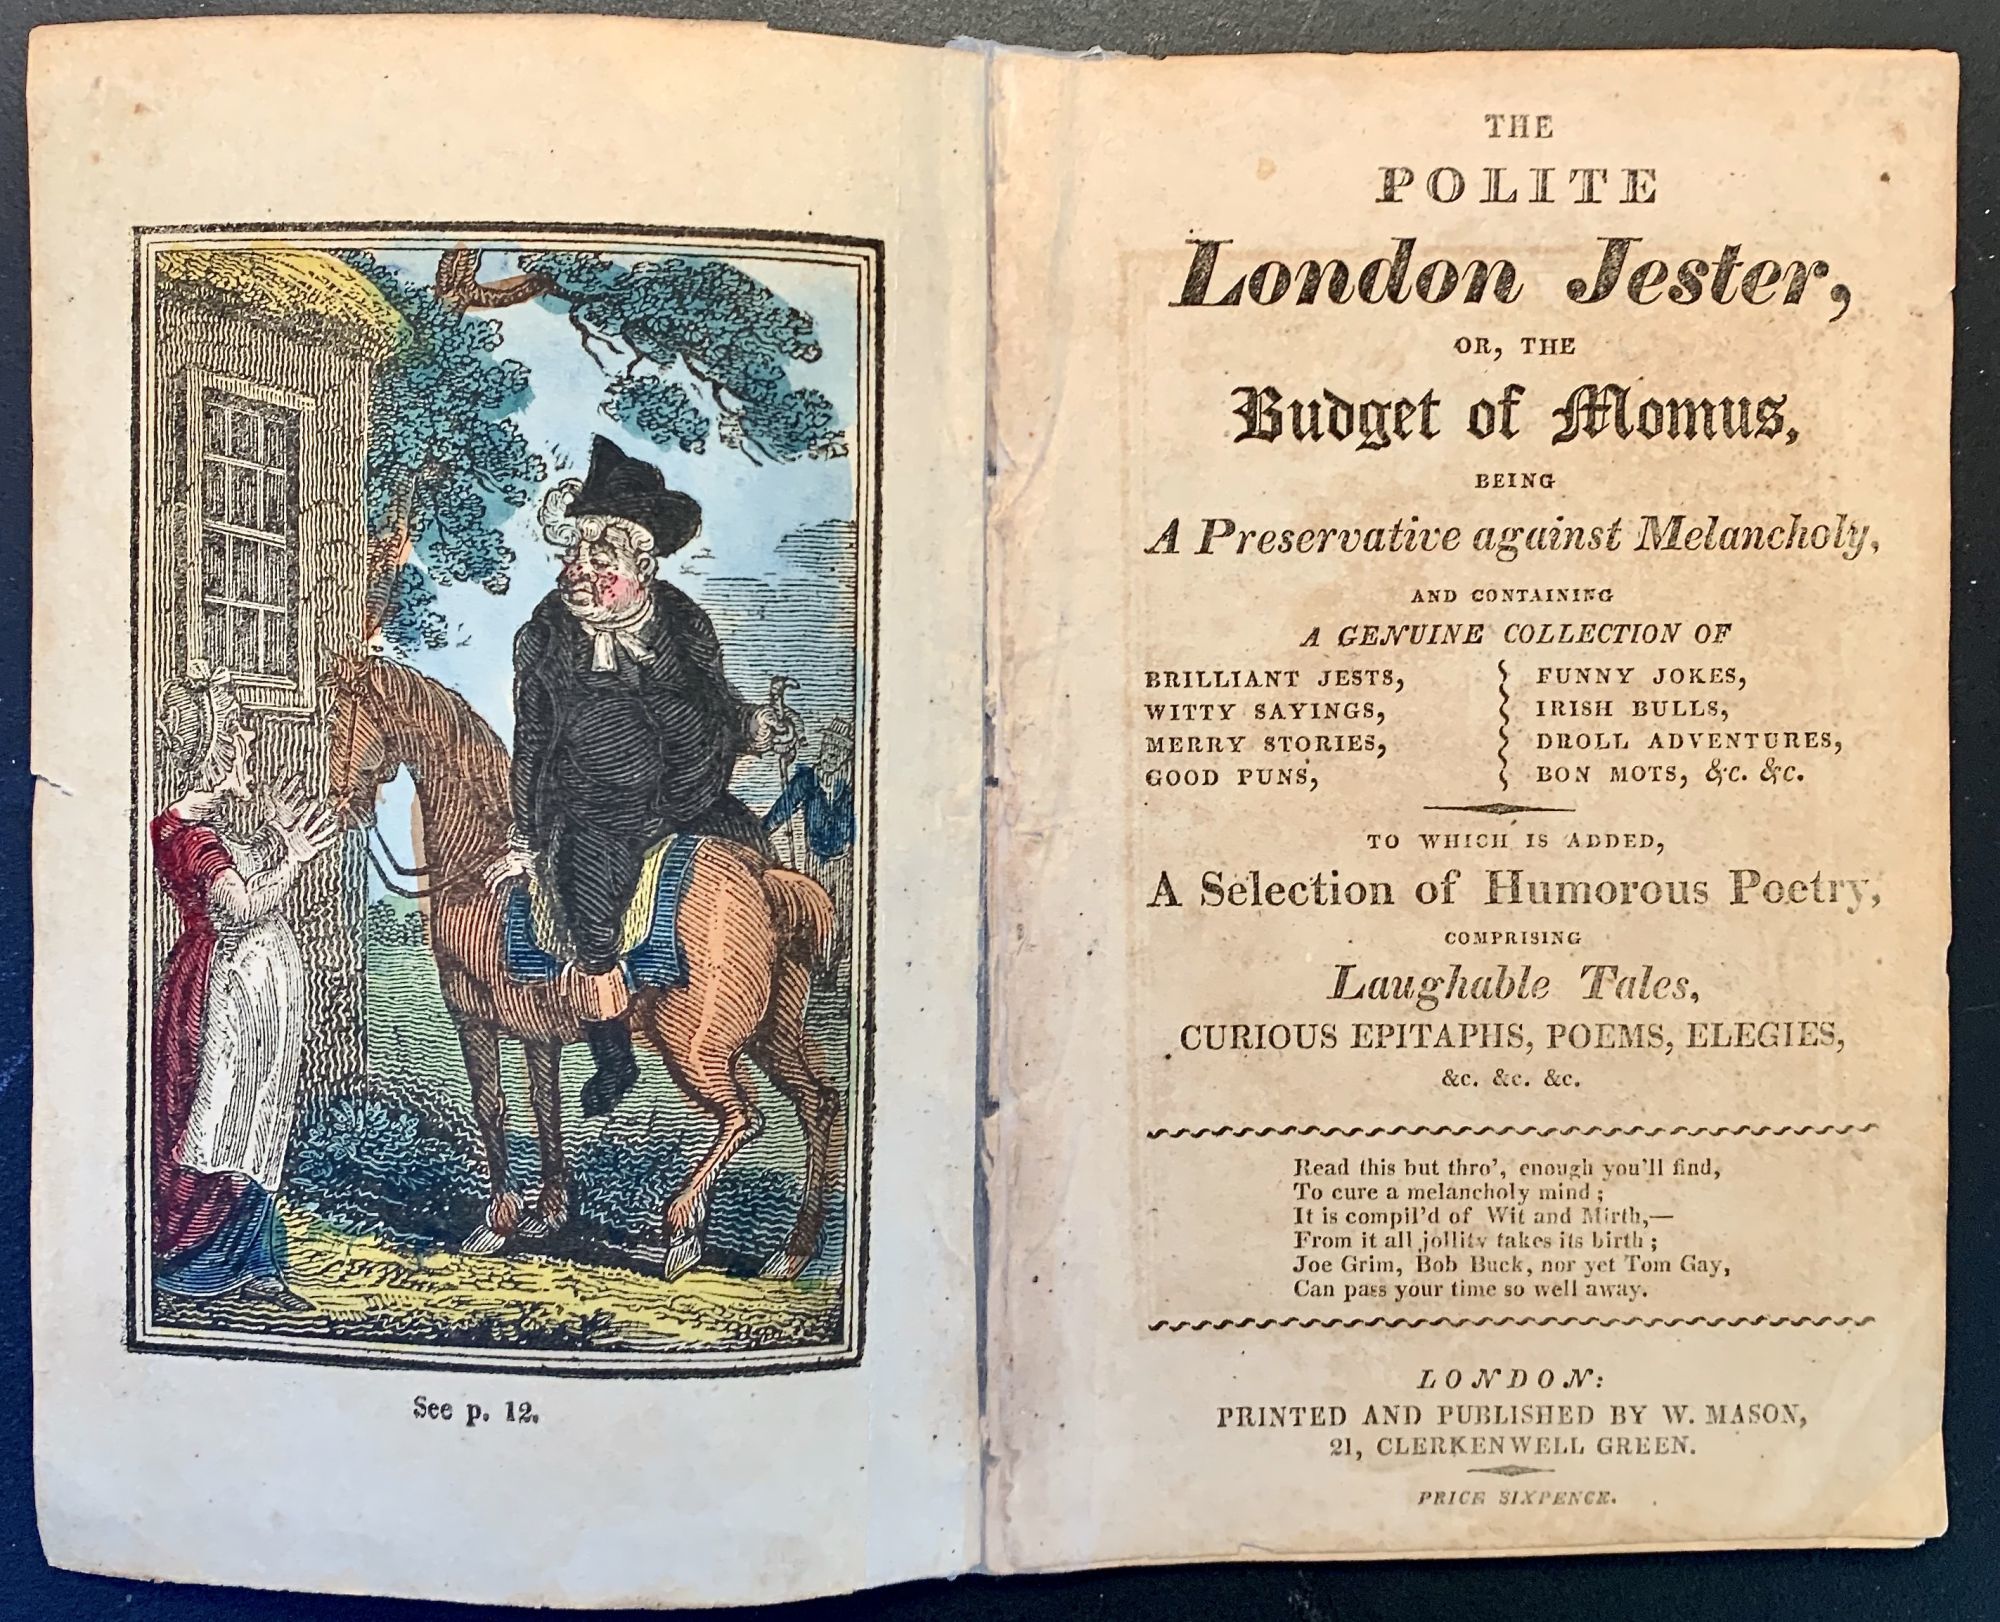 See p. 12.
THE
POLITE
London Jester,
OR, THE
Budget of Momus,
BEING
A Preservative against Melancholy,
AND CONTAINING
A GENUINE COLLECTION OF
BRILLIANT JESTS,
WITTY SAYINGS,
MERRY STORIES,
GOOD PUNS,
FUNNY JOKES,
IRISH BULLS,
DROLL ADVENTURES,
BON MOTS, &c. &c.
TO WHICH IS ADDED,
A Selection of Humorous Poetry,
COMPRISING
Laughable Tales,
CURIOUS EPITAPHS, POEMS, ELEGIES,
&c. &c. &c.
Read this but thro', enough you'll find,
To cure a melancholy mind;
It is compil'd of Wit and Mirth,—
From it all jollity takes its birth;
Joe Grim, Bob Buck, nor yet Tom Gay,
Can pass your time so well away.
LONDON:
PRINTED AND PUBLISHED BY W. MASON,
21, CLERKENWELL GREEN.
PRICE SIXPENCE.